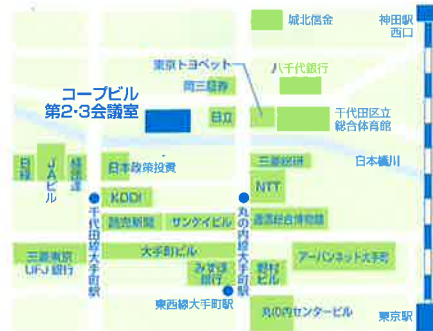 城北信金
神田駅
西口
東京トヨペット
八千代銀行
岡三証券
コープビル
第2・3会議室
日立
千代田区立
総合体育館
三菱総研
日本橋川
日経
JAビル
経団連
日本政策投資
KDDI
NTT
読売新聞
サンケイビル
逓信総合博物館
千代田線大手町駅
丸の内線大手町駅
大手町ビル
三菱東京
UFJ銀行
みずほ
銀行
野村
ビル
アーバンネット大手町
東西線大手町駅
丸の内センタービル
東京駅